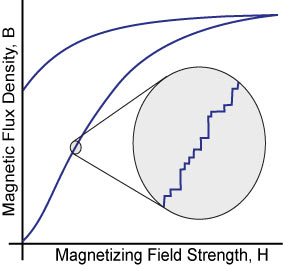 Magnetic Flux Density, B
Magnetizing Field Strength, H